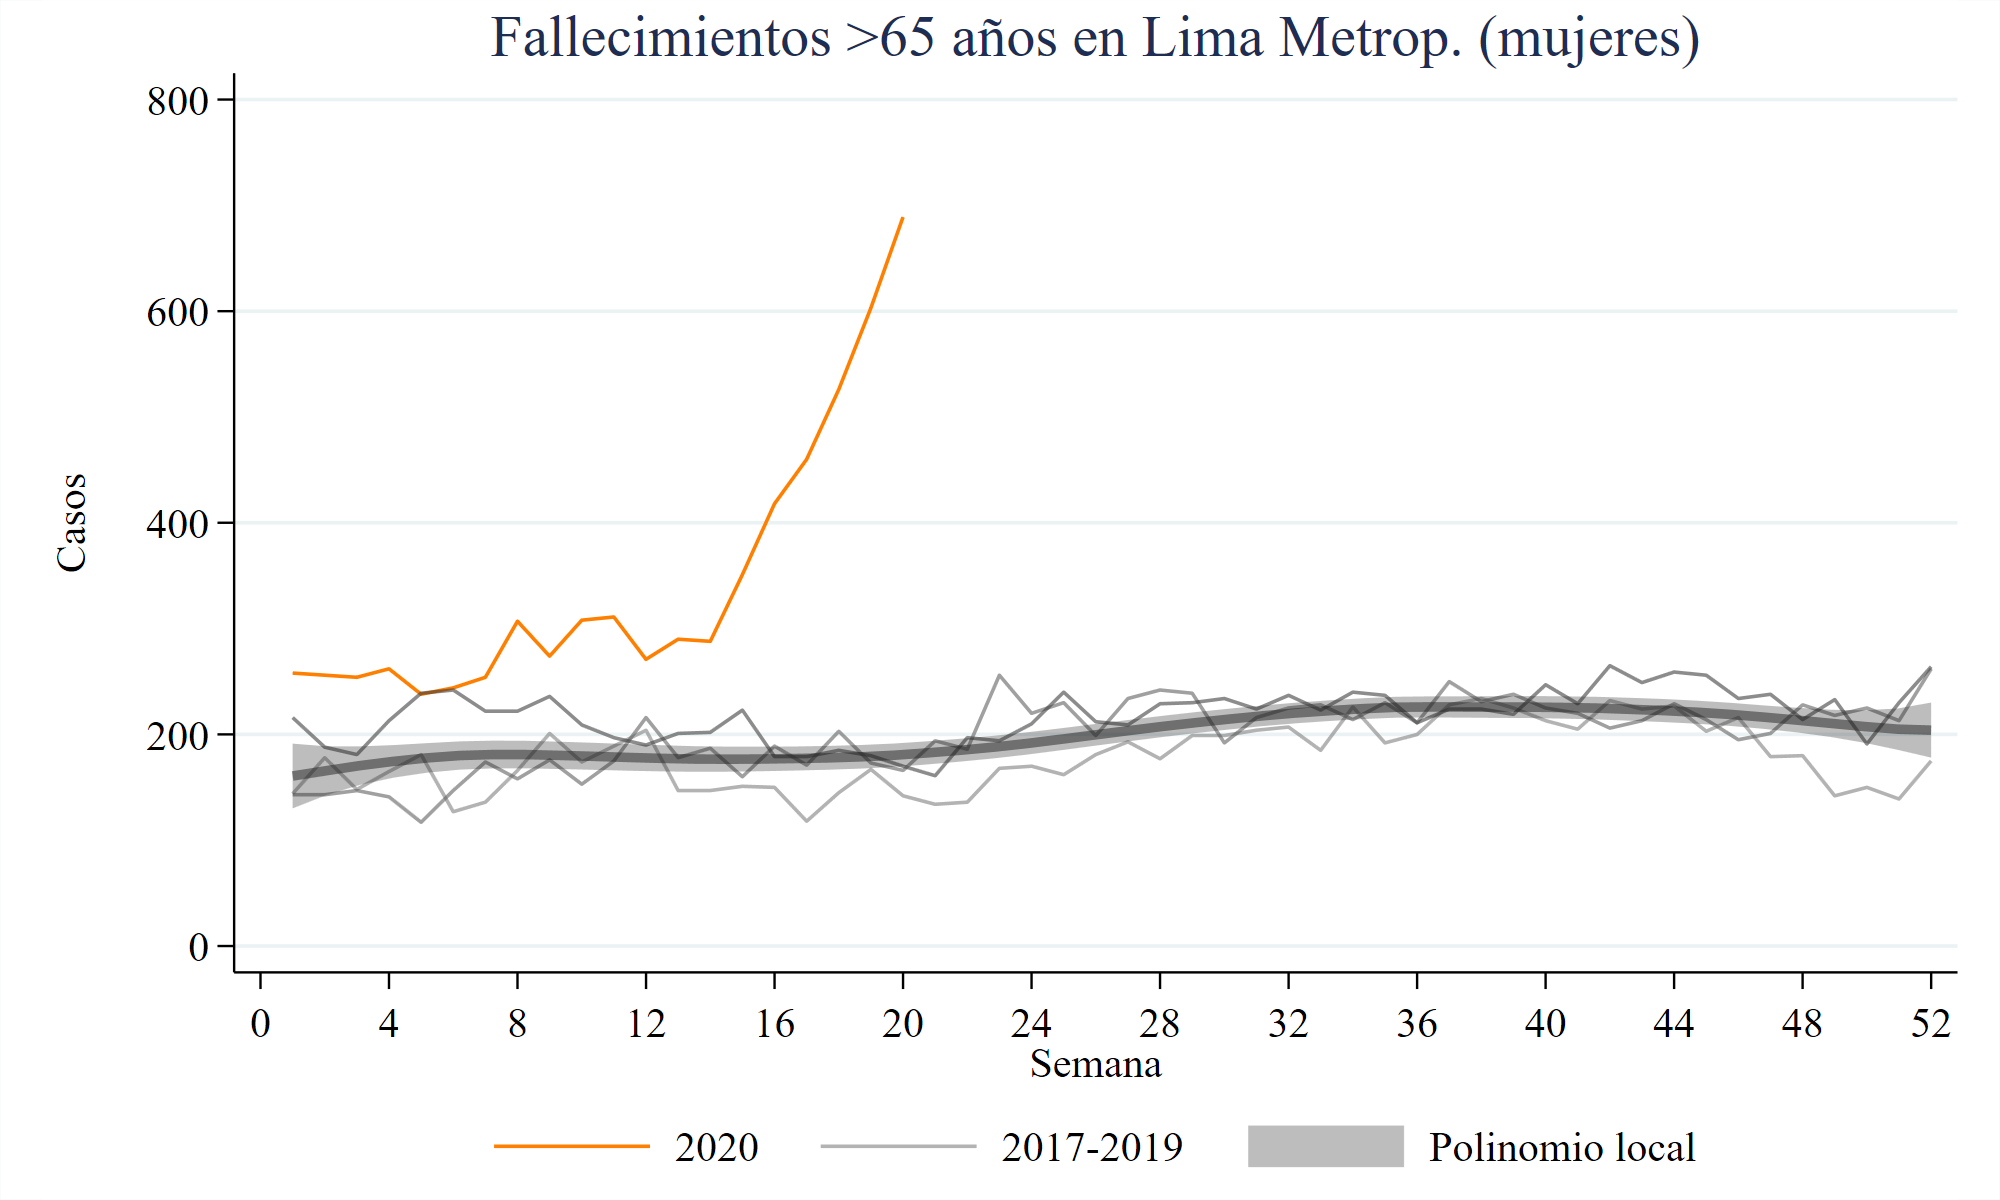 Fallecimientos >65 años en Lima Metrop. (mujeres)
800
600
400
200
0
Casos
0 4 8 12 16 20 24 28 32 36 40 44 48 52
Semana
2020 2017-2019 Polinomio local